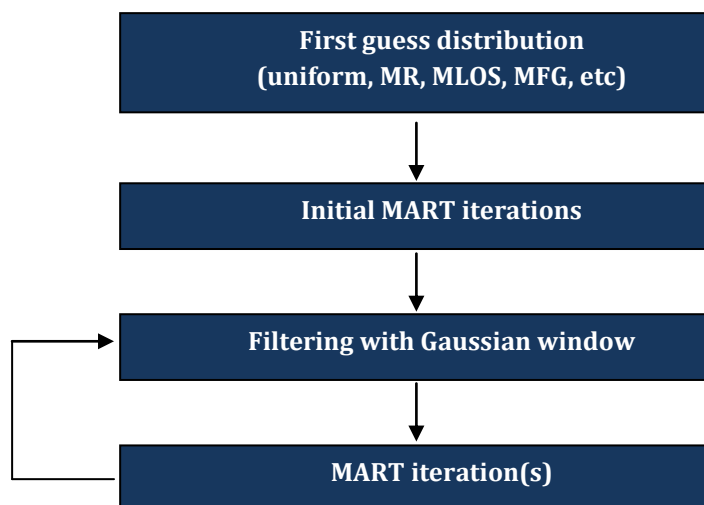 First guess distribution
(uniform, MR, MLOS, MFG, etc)
Initial MART iterations
Filtering with Gaussian window
MART iteration(s)